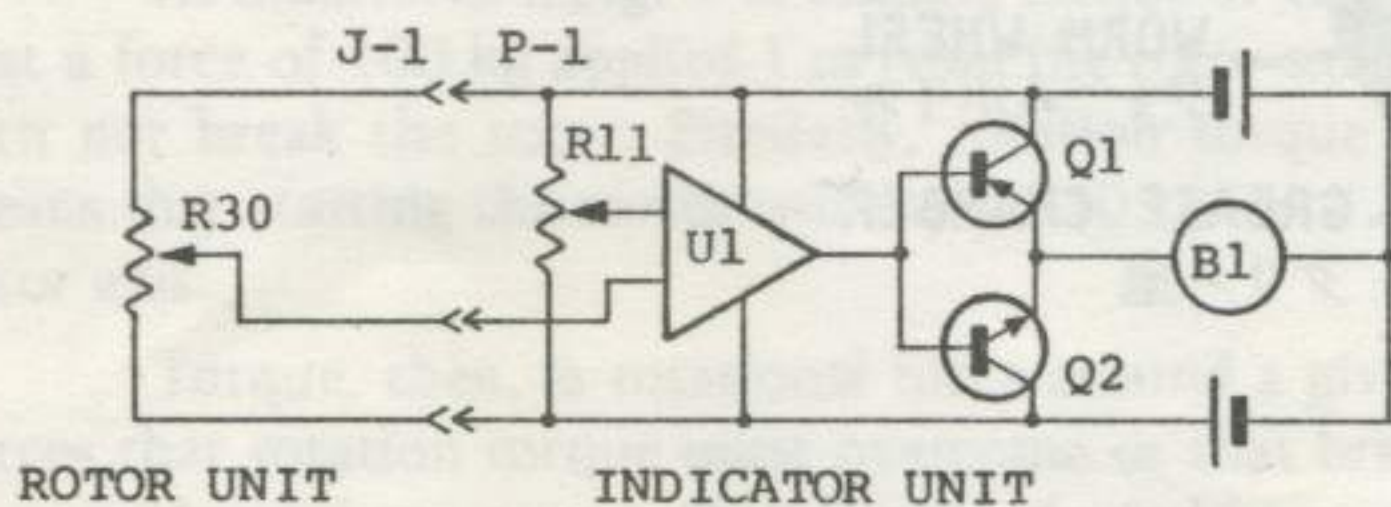 J-1 P-1
R11
Q1
R30
U1
B1
Q2
ROTOR UNIT
INDICATOR UNIT